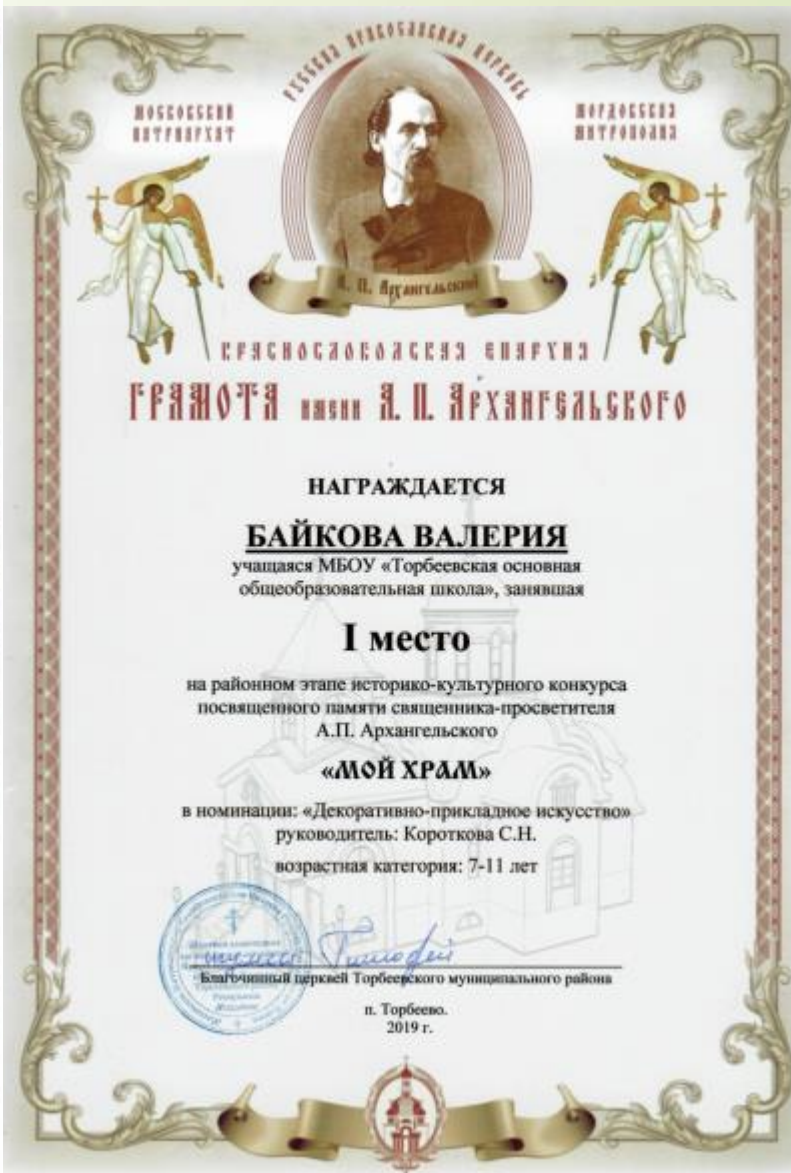 РУССКАЯ ПРАВОСЛАВНАЯ ЦЕРКОВЬ
МОСКОВСКИЙ
ПАТРИАРХАТ
МОРДОВСКАЯ
МИТРОПОЛИЯ
А. П. Архангельский
КРАСНОСЛОБОДСКАЯ ЕПАРХИЯ
ГРАМОТА ИМЕНИ А. П. АРХАНГЕЛЬСКОГО
НАГРАЖДАЕТСЯ
БАЙКОВА ВАЛЕРИЯ
учащаяся МБОУ «Торбеевская основная
общеобразовательная школа», занявшая
I место
на районном этапе историко-культурного конкурса
посвященного памяти священника-просветителя
А.П. Архангельского
«МОЙ ХРАМ»
в номинации: «Декоративно-прикладное искусство»
руководитель: Короткова С.Н.
возрастная категория: 7-11 лет
Тимофей
Благочинный церквей Торбеевского муниципального района
п. Торбеево.
2019 г.